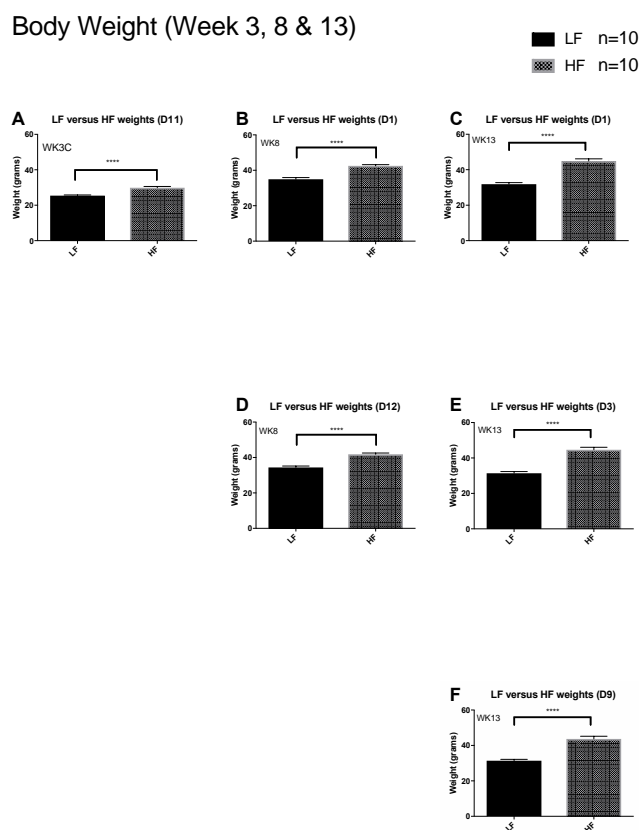 Body Weight (Week 3, 8 & 13)
LF n=10
HF n=10
A
LF versus HF weights (D11)
WK3C
****
Weight (grams)
60
40
20
0
LF
HF
B
LF versus HF weights (D1)
WK8
****
Weight (grams)
60
40
20
0
LF
HF
C
LF versus HF weights (D1)
WK13
****
Weight (grams)
60
40
20
0
LF
HF
D
LF versus HF weights (D12)
WK8
****
Weight (grams)
60
40
20
0
LF
HF
E
LF versus HF weights (D3)
WK13
****
Weight (grams)
60
40
20
0
LF
HF
F
LF versus HF weights (D9)
WK13
****
Weight (grams)
60
40
20
0
LF
HF